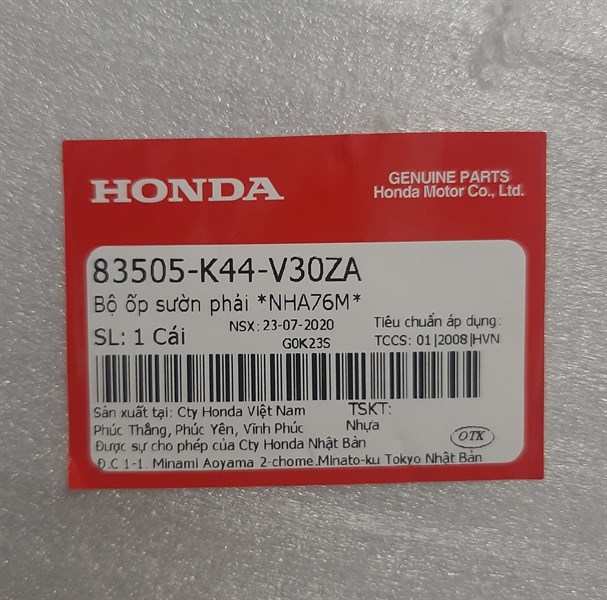 HONDA
GENUINE PARTS
Honda Motor Co., Ltd.
83505-K44-V30ZA
Bộ ốp sườn phải *NHA76M*
SL: 1 Cái
NSX: 23-07-2020
G0K23S
Tiêu chuẩn áp dụng:
TCCS: 01|2008|HVN
Sản xuất tại: Cty Honda Việt Nam
Phúc Thắng, Phúc Yên, Vĩnh Phúc
TSKT:
Nhựa
Được sự cho phép của Cty Honda Nhật Bản
Đ.C 1-1 Minami Aoyama 2-chome.Minato-ku Tokyo Nhật Bản
OTK